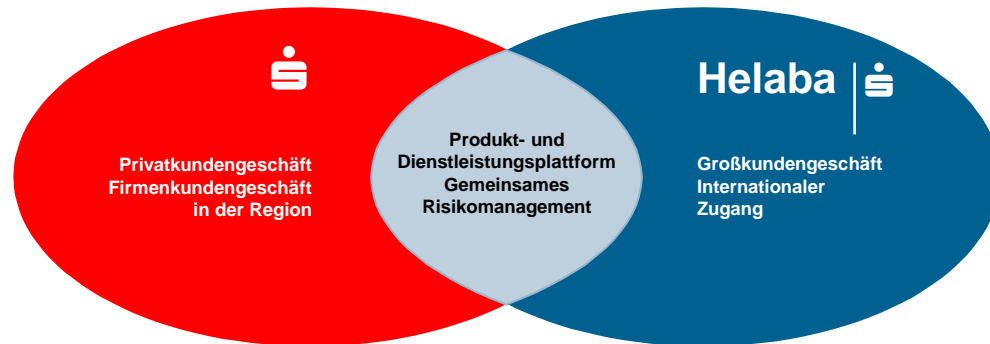 Helaba
Privatkundengeschäft
Firmenkundengeschäft
in der Region
Produkt- und
Dienstleistungsplattform
Gemeinsames
Risikomanagement
Großkundengeschäft
Internationaler
Zugang